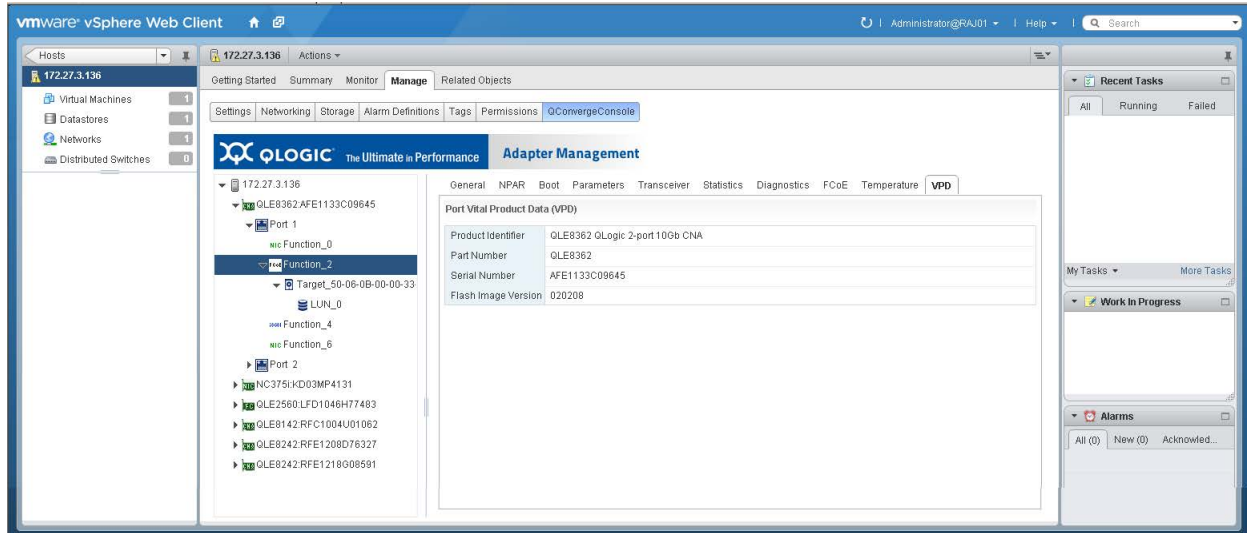 vmware® vSphere Web Client
Administrator@RAJ01
Help
Search
Hosts
172.27.3.136
Virtual Machines 1
Datastores 1
Networks 1
Distributed Switches 0
172.27.3.136 Actions
Getting Started Summary Monitor Manage Related Objects
Settings Networking Storage Alarm Definitions Tags Permissions QConvergeConsole
QLOGIC® The Ultimate in Performance Adapter Management
172.27.3.136
QLE8362:AFE1133C09645
Port 1
NIC Function_0
Function_2
Target_50-06-0B-00-00-33
LUN_0
Function_4
NIC Function_6
Port 2
NC375i:KD03MP4131
QLE2560:LFD1046H77483
QLE8142:RFC1004U01062
QLE8242:RFE1208D76327
QLE8242:RFE1218G08591
General NPAR Boot Parameters Transceiver Statistics Diagnostics FCoE Temperature VPD
Port Vital Product Data (VPD)
Product Identifier QLE8362 QLogic 2-port 10Gb CNA
Part Number QLE8362
Serial Number AFE1133C09645
Flash Image Version 020208
Recent Tasks
All Running Failed
My Tasks More Tasks
Work In Progress
Alarms
All (0) New (0) Acknowled...